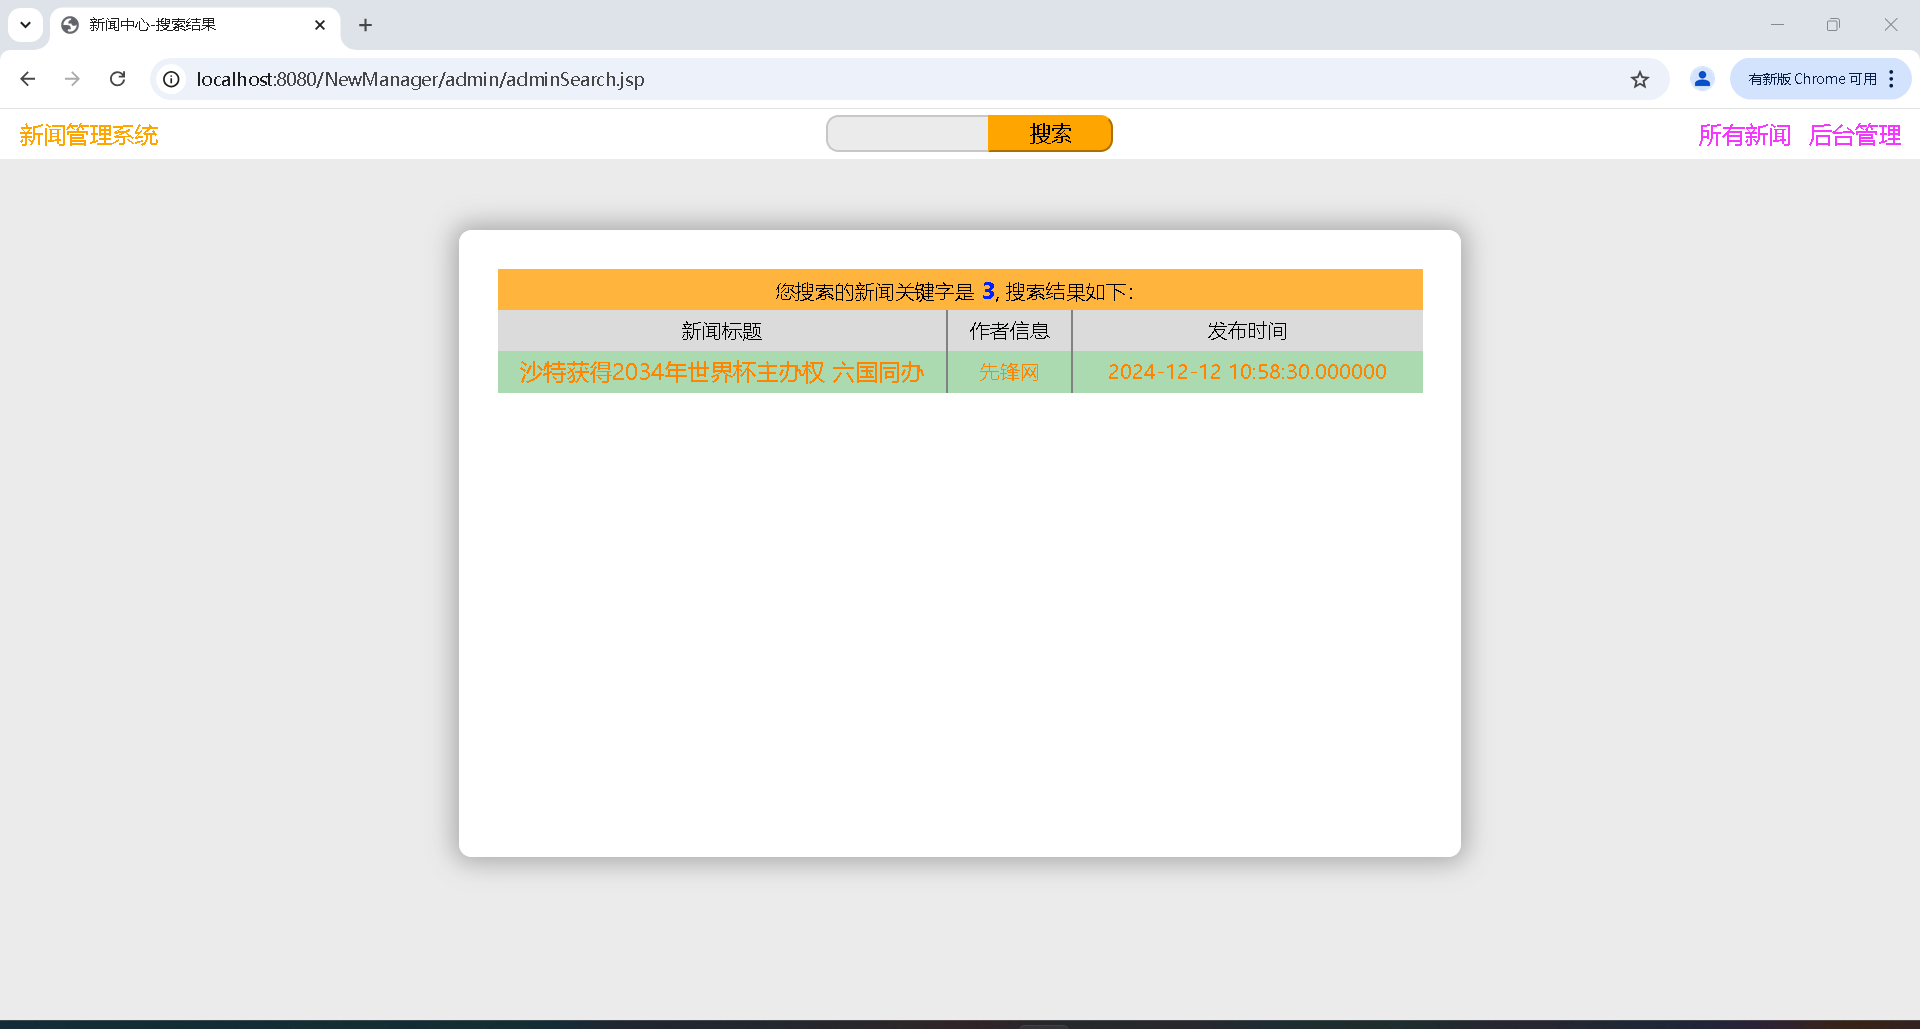 新闻中心-搜索结果
localhost:8080/NewManager/admin/adminSearch.jsp
有新版 Chrome 可用
新闻管理系统
搜索
所有新闻 后台管理
您搜索的新闻关键字是 3, 搜索结果如下：
新闻标题 作者信息 发布时间
沙特获得2034年世界杯主办权 六国同办 先锋网 2024-12-12 10:58:30.000000